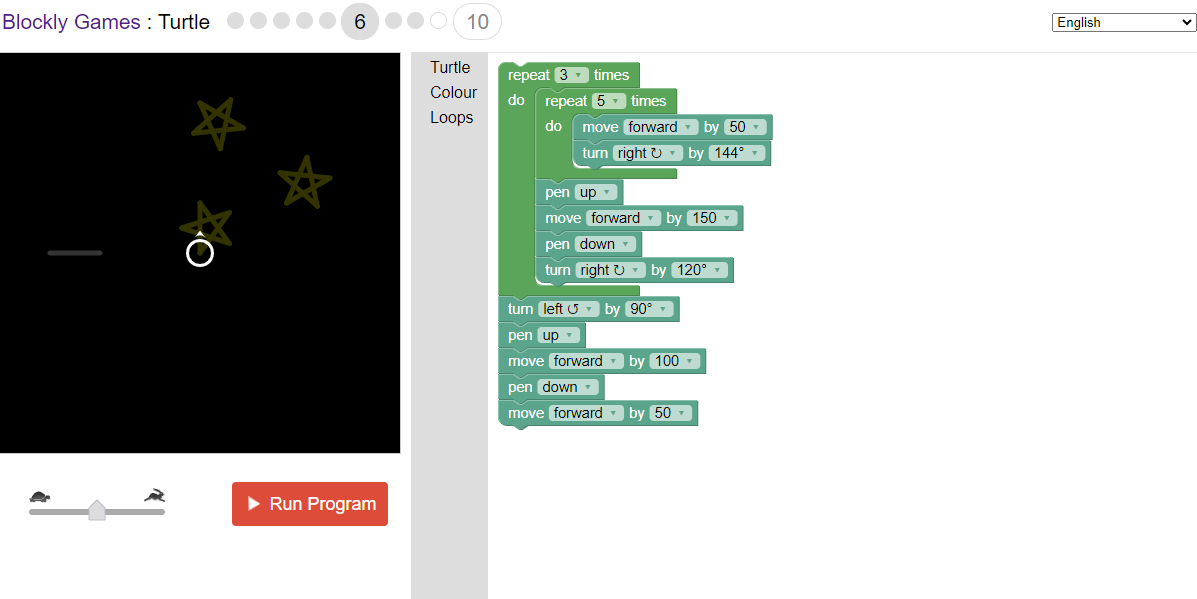 Blockly Games : Turtle 6 10 English
Turtle
Colour
Loops
repeat 3 times
do repeat 5 times
do move forward by 50
turn right ↻ by 144°
pen up
move forward by 150
pen down
turn right ↻ by 120°
turn left ↺ by 90°
pen up
move forward by 100
pen down
move forward by 50
Run Program